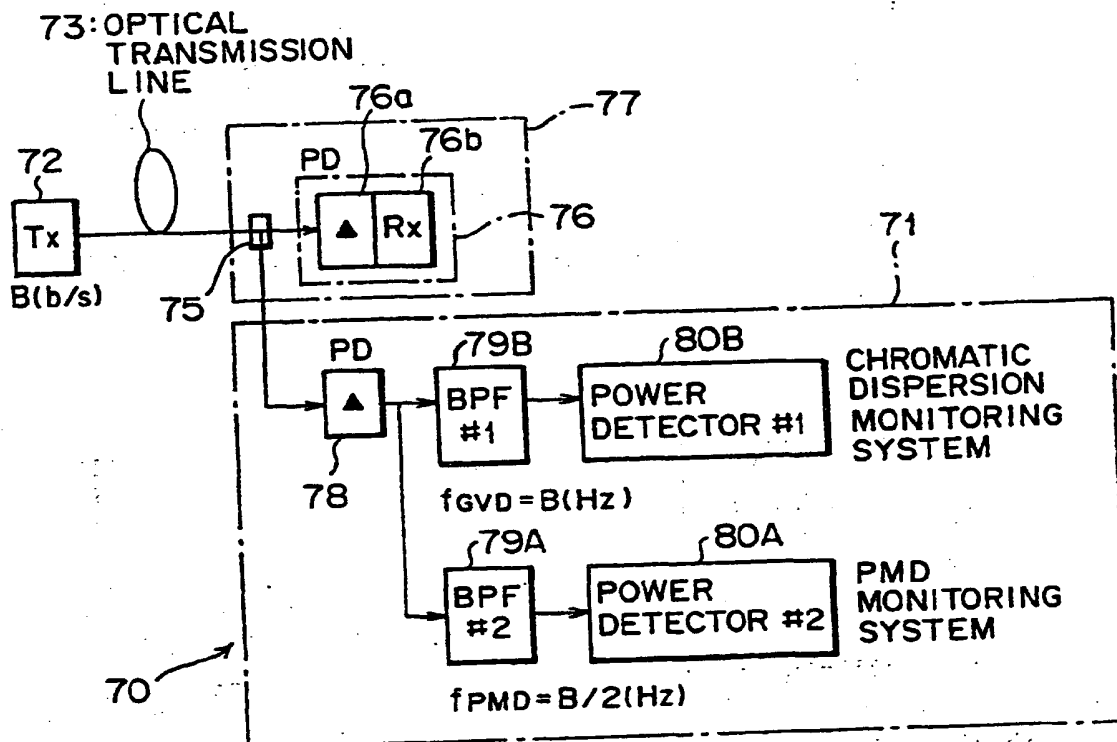 73: OPTICAL
TRANSMISSION
LINE
76a
77
72
PD
76b
Tx
Rx
76
B(b/s)
75
71
PD
79B
80B
BPF
#1
POWER
DETECTOR #1
CHROMATIC
DISPERSION
MONITORING
SYSTEM
78
fGVD=B(Hz)
79A
80A
BPF
#2
POWER
DETECTOR #2
PMD
MONITORING
SYSTEM
70
fPMD=B/2(Hz)